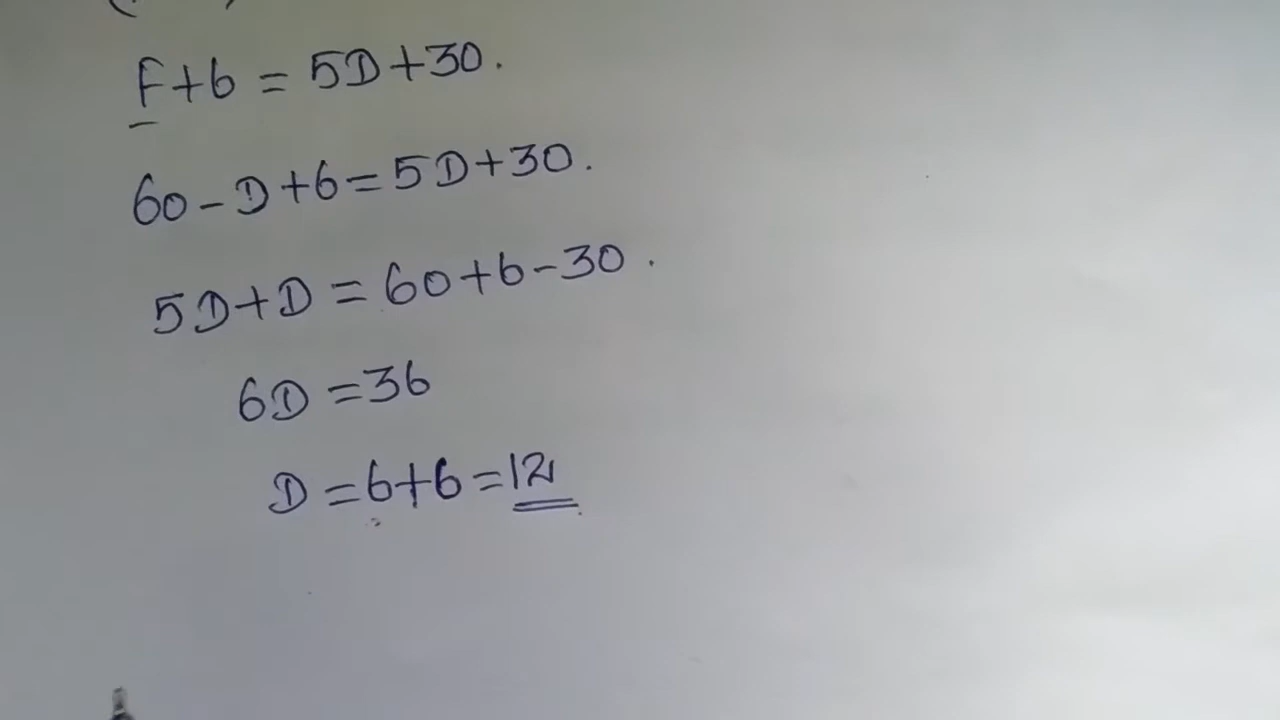 F+6 = 5D+30.
60-D+6=5D+30.
5D+D = 60+6-30.
6D =36
D =6+6=12